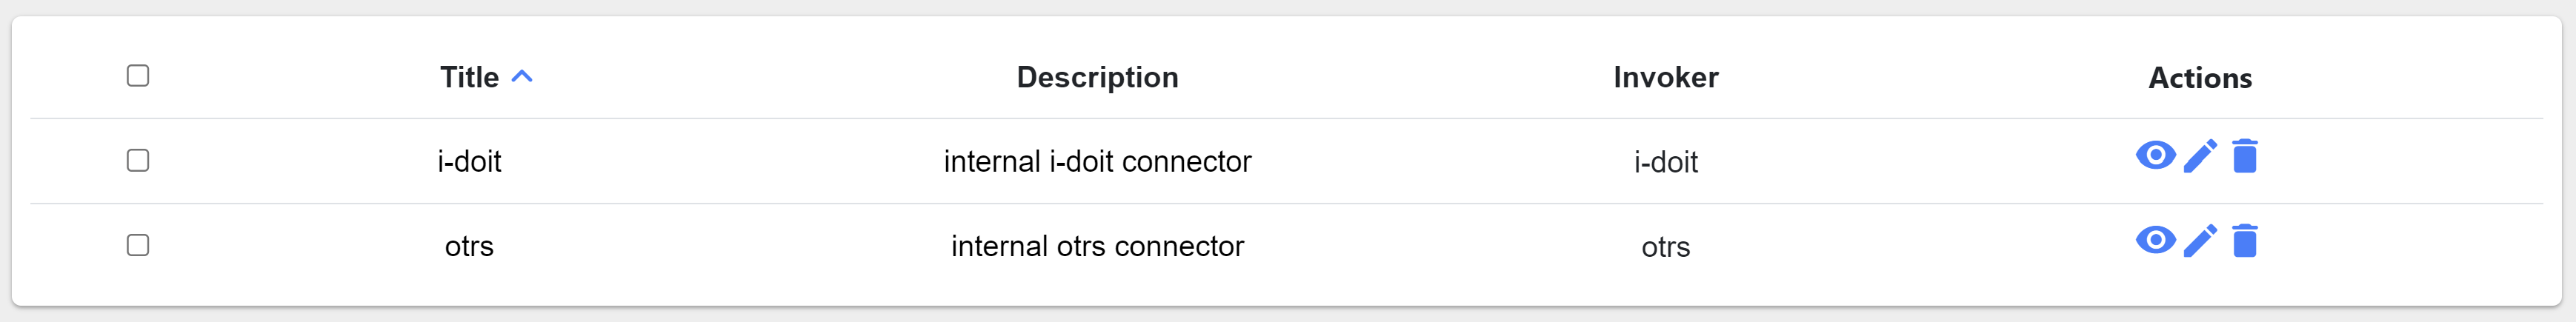 Title Description Invoker Actions
i-doit internal i-doit connector i-doit
otrs internal otrs connector otrs